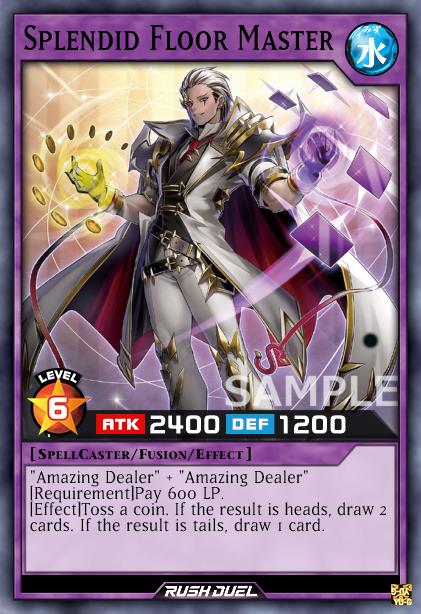 Splendid Floor Master
みず
水
SAMPLE
LEVEL
6
ATK 2400 DEF 1200
[SpellCaster/Fusion/Effect]
"Amazing Dealer" + "Amazing Dealer"
[Requirement]Pay 600 LP.
[Effect]Toss a coin. If the result is heads, draw 2
cards. If the result is tails, draw 1 card.
RUSH DUEL